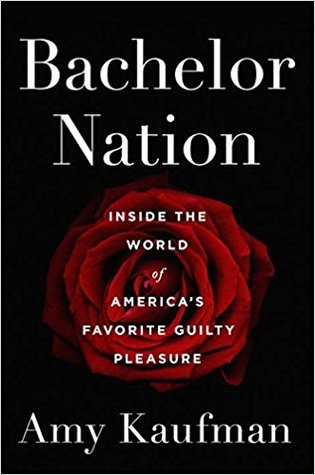 Bachelor
Nation
INSIDE THE
WORLD
of
AMERICA'S
FAVORITE GUILTY
PLEASURE
Amy Kaufman